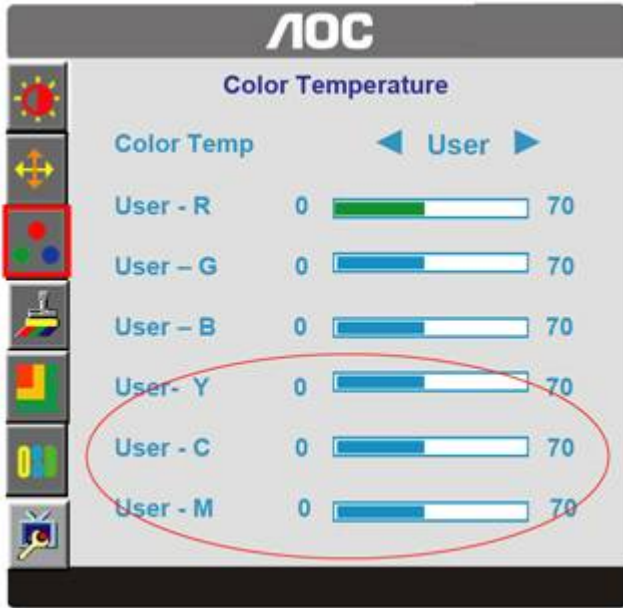 AOC
Color Temperature
Color Temp ◀ User ▶
User - R 0 70
User – G 0 70
User – B 0 70
User- Y 0 70
User - C 0 70
User - M 0 70